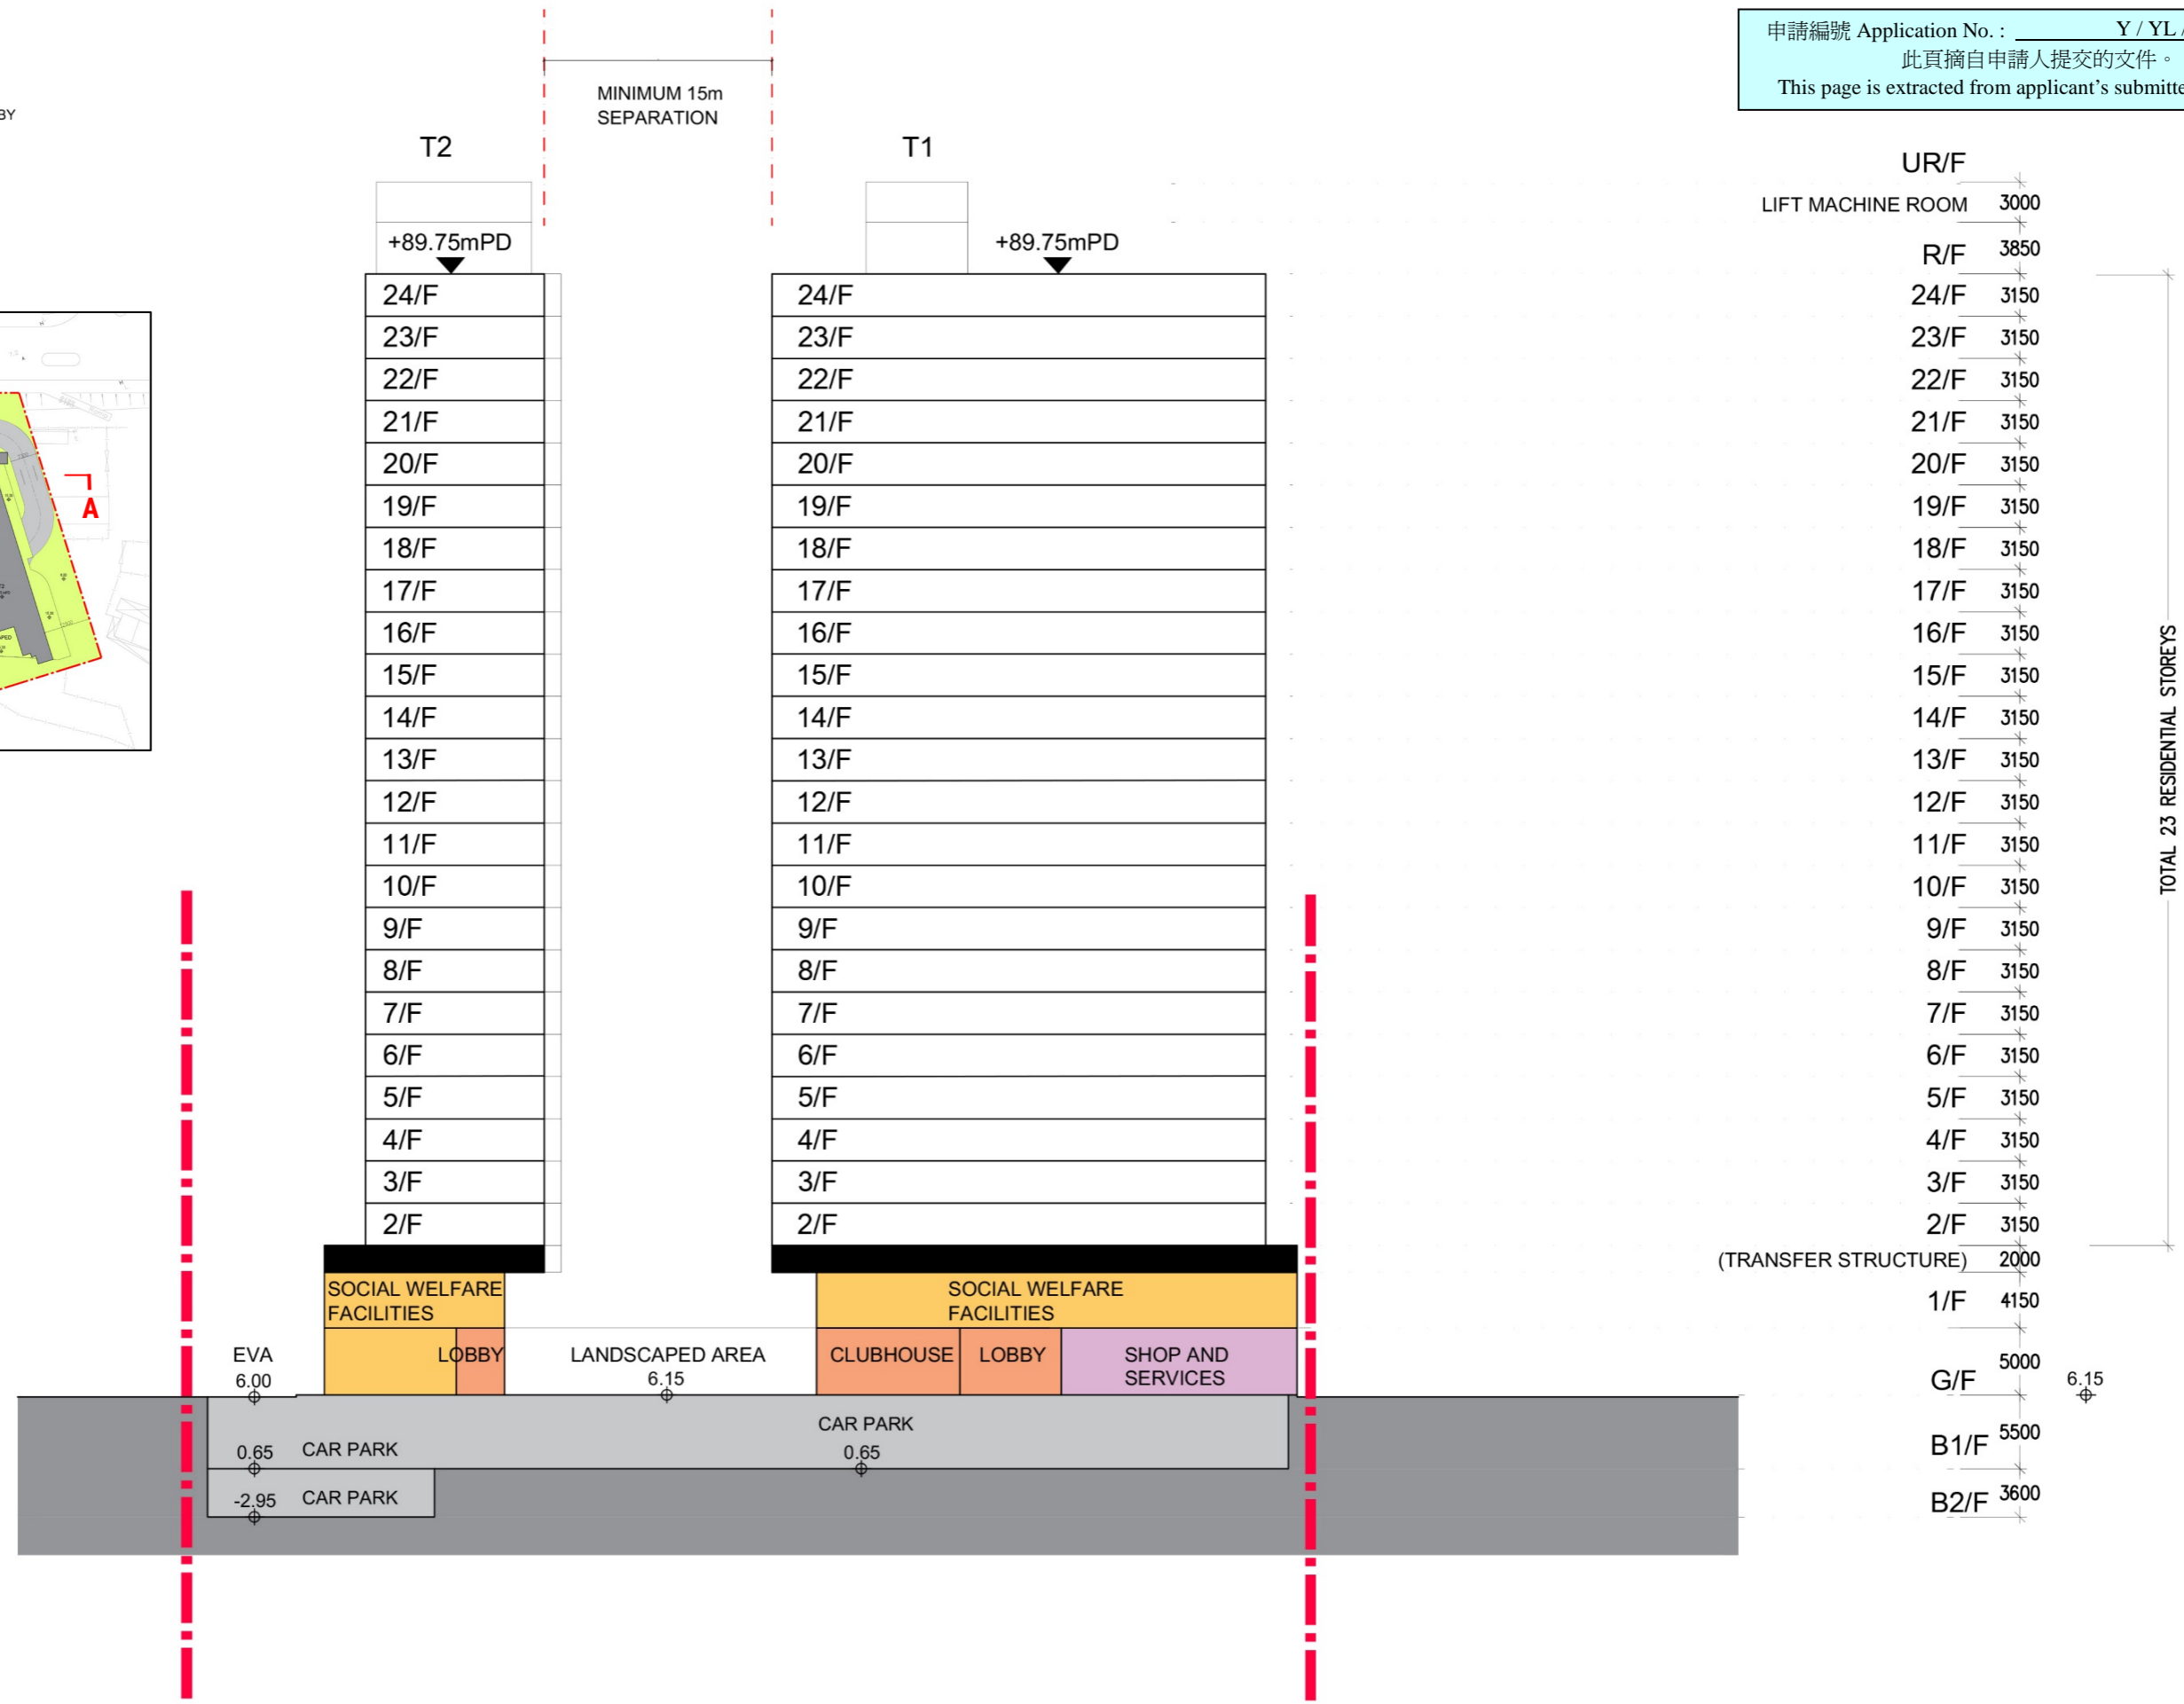 申請編號 Application No. : Y / YL /
此頁摘自申請人提交的文件。
This page is extracted from applicant's submitte
BY
MINIMUM 15m
SEPARATION
T2
T1
+89.75mPD
+89.75mPD
A
24/F 24/F
23/F 23/F
22/F 22/F
21/F 21/F
20/F 20/F
19/F 19/F
18/F 18/F
17/F 17/F
16/F 16/F
15/F 15/F
14/F 14/F
13/F 13/F
12/F 12/F
11/F 11/F
10/F 10/F
9/F 9/F
8/F 8/F
7/F 7/F
6/F 6/F
5/F 5/F
4/F 4/F
3/F 3/F
2/F 2/F
SOCIAL WELFARE
FACILITIES
SOCIAL WELFARE
FACILITIES
EVA
6.00
LOBBY
LANDSCAPED AREA
6.15
CLUBHOUSE
LOBBY
SHOP AND
SERVICES
CAR PARK
0.65
0.65 CAR PARK
-2.95 CAR PARK
UR/F
LIFT MACHINE ROOM 3000
R/F 3850
24/F 3150
23/F 3150
22/F 3150
21/F 3150
20/F 3150
19/F 3150
18/F 3150
17/F 3150
16/F 3150
15/F 3150
14/F 3150
13/F 3150
12/F 3150
11/F 3150
10/F 3150
9/F 3150
8/F 3150
7/F 3150
6/F 3150
5/F 3150
4/F 3150
3/F 3150
2/F 3150
(TRANSFER STRUCTURE) 2000
1/F 4150
G/F 5000
6.15
B1/F 5500
B2/F 3600
TOTAL 23 RESIDENTIAL STOREYS